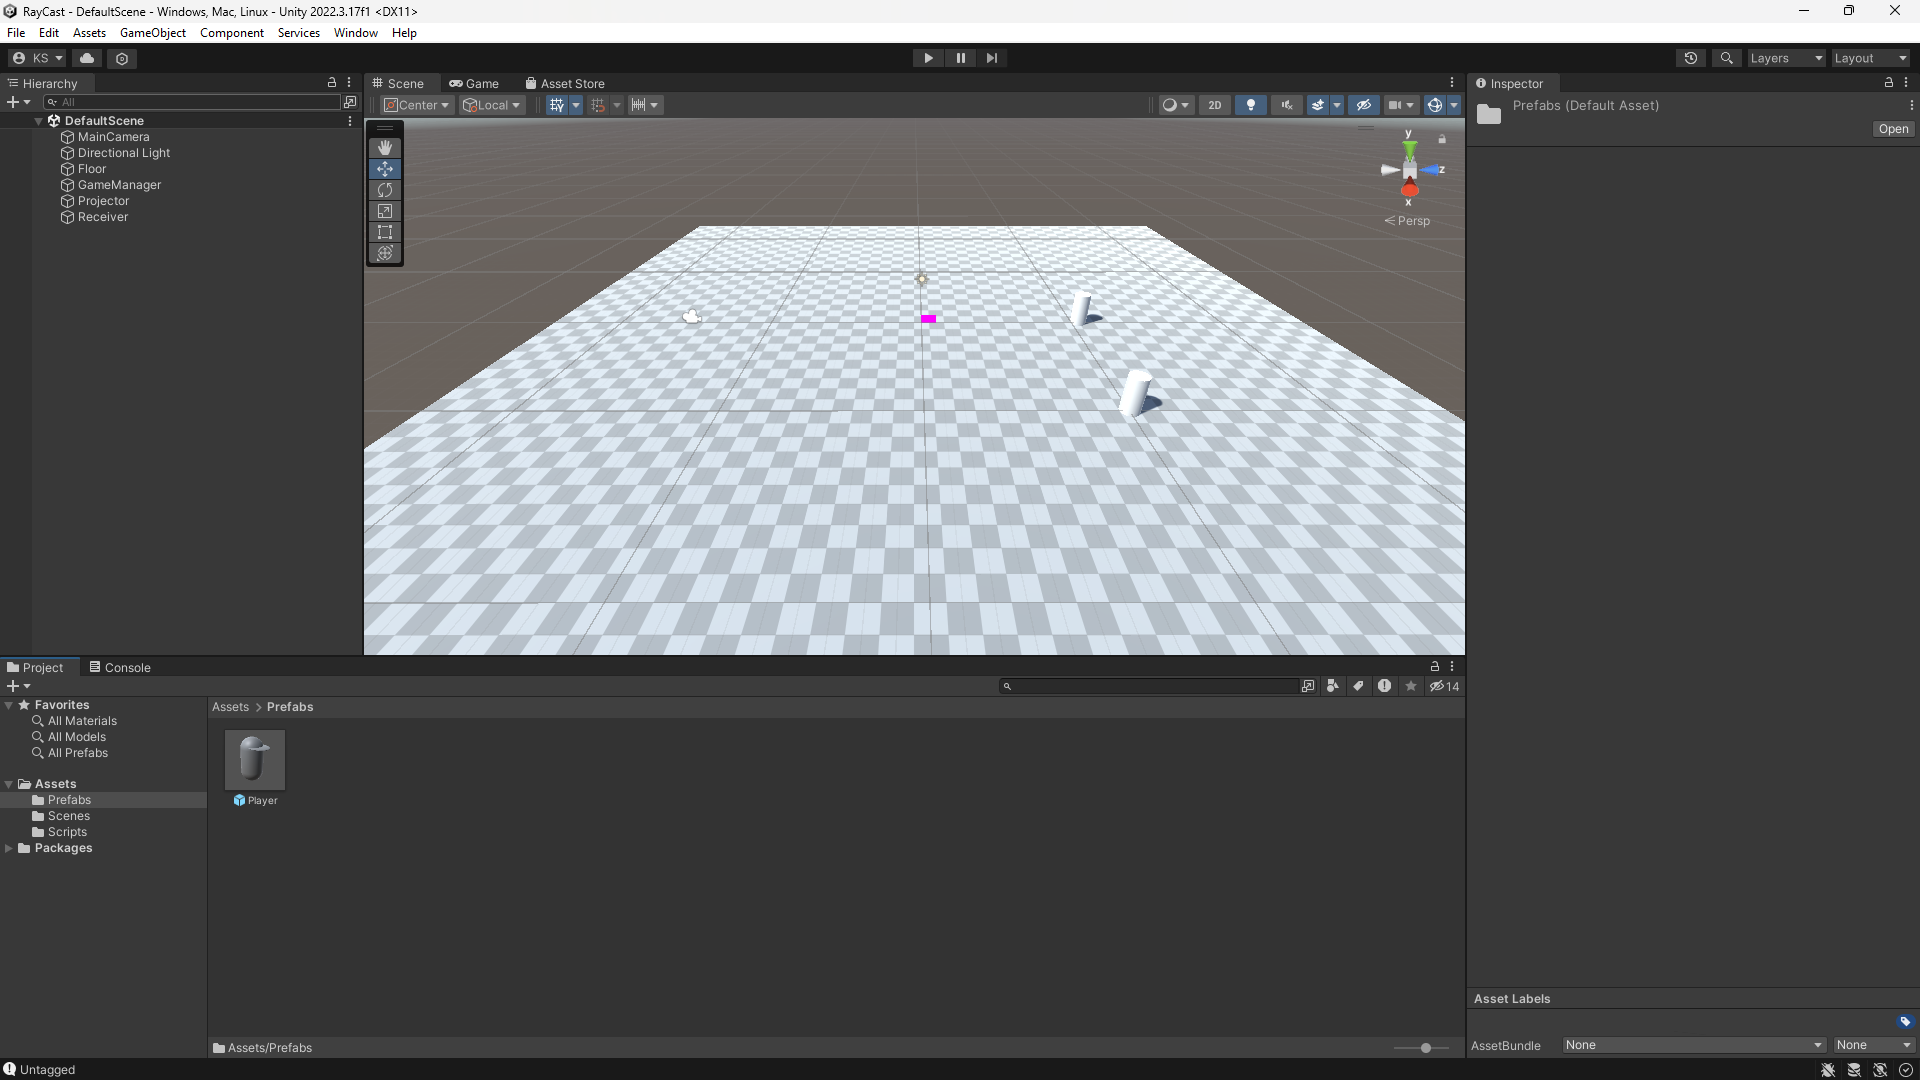 RayCast - DefaultScene - Windows, Mac, Linux - Unity 2022.3.17f1 <DX11>
File Edit Assets GameObject Component Services Window Help
KS
Layers Layout
Hierarchy
All
DefaultScene
MainCamera
Directional Light
Floor
GameManager
Projector
Receiver
Scene Game Asset Store
Center Local
2D
y
z
x
Persp
Inspector
Prefabs (Default Asset)
Open
Project Console
14
Favorites
All Materials
All Models
All Prefabs
Assets
Prefabs
Scenes
Scripts
Packages
Assets > Prefabs
Player
Assets/Prefabs
Asset Labels
AssetBundle None None
Untagged